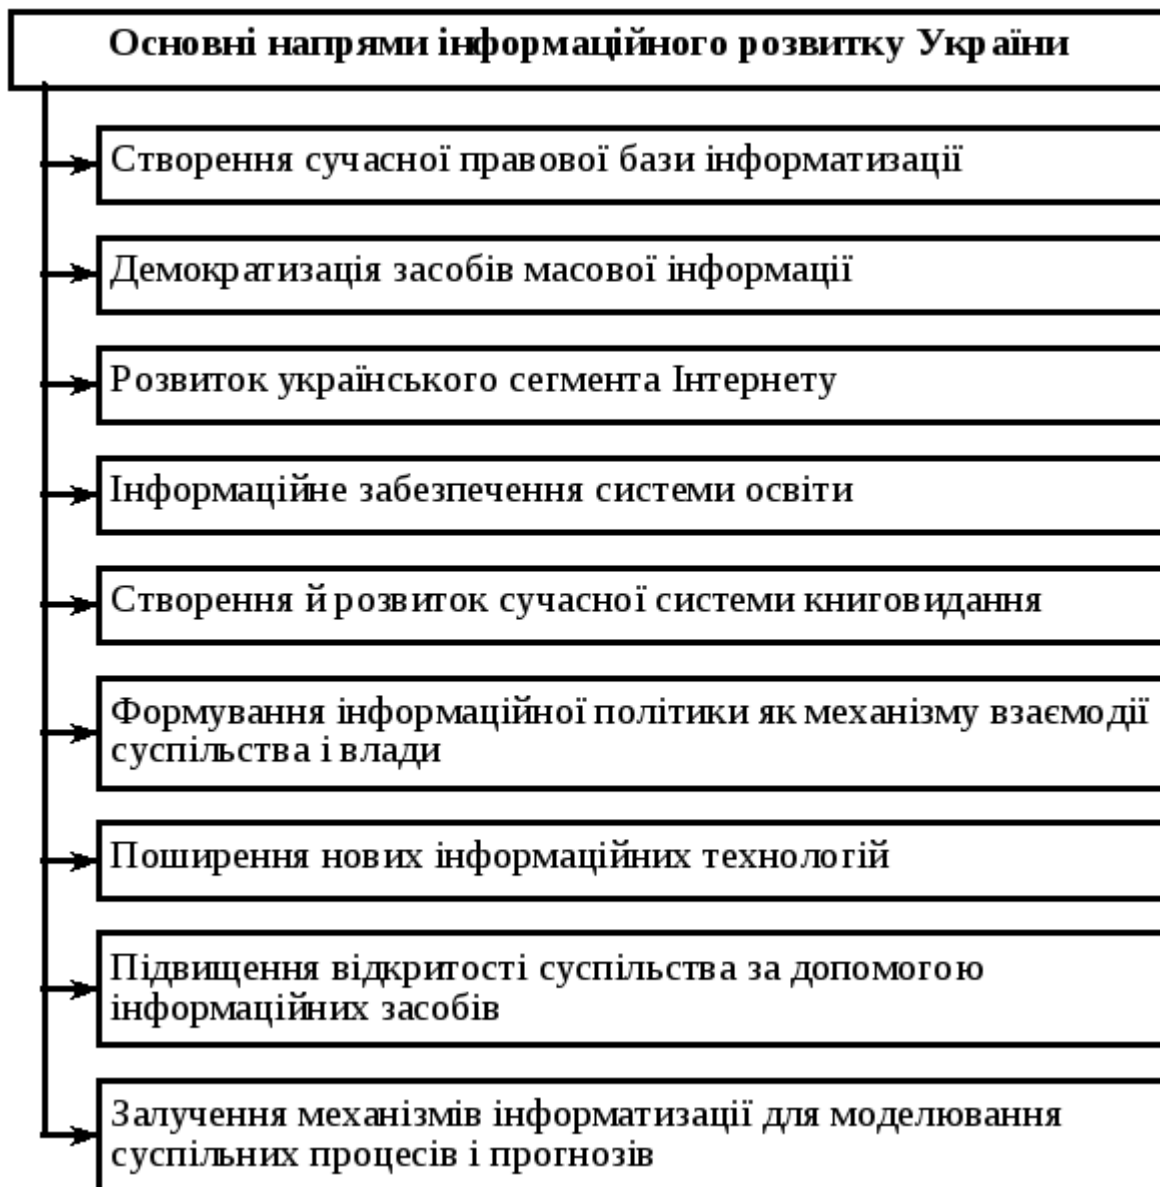 Основні напрями інформаційного розвитку України
Створення сучасної правової бази інформатизації
Демократизація засобів масової інформації
Розвиток українського сегмента Інтернету
Інформаційне забезпечення системи освіти
Створення й розвиток сучасної системи книговидання
Формування інформаційної політики як механізму взаємодії
суспільства і влади
Поширення нових інформаційних технологій
Підвищення відкритості суспільства за допомогою
інформаційних засобів
Залучення механізмів інформатизації для моделювання
суспільних процесів і прогнозів